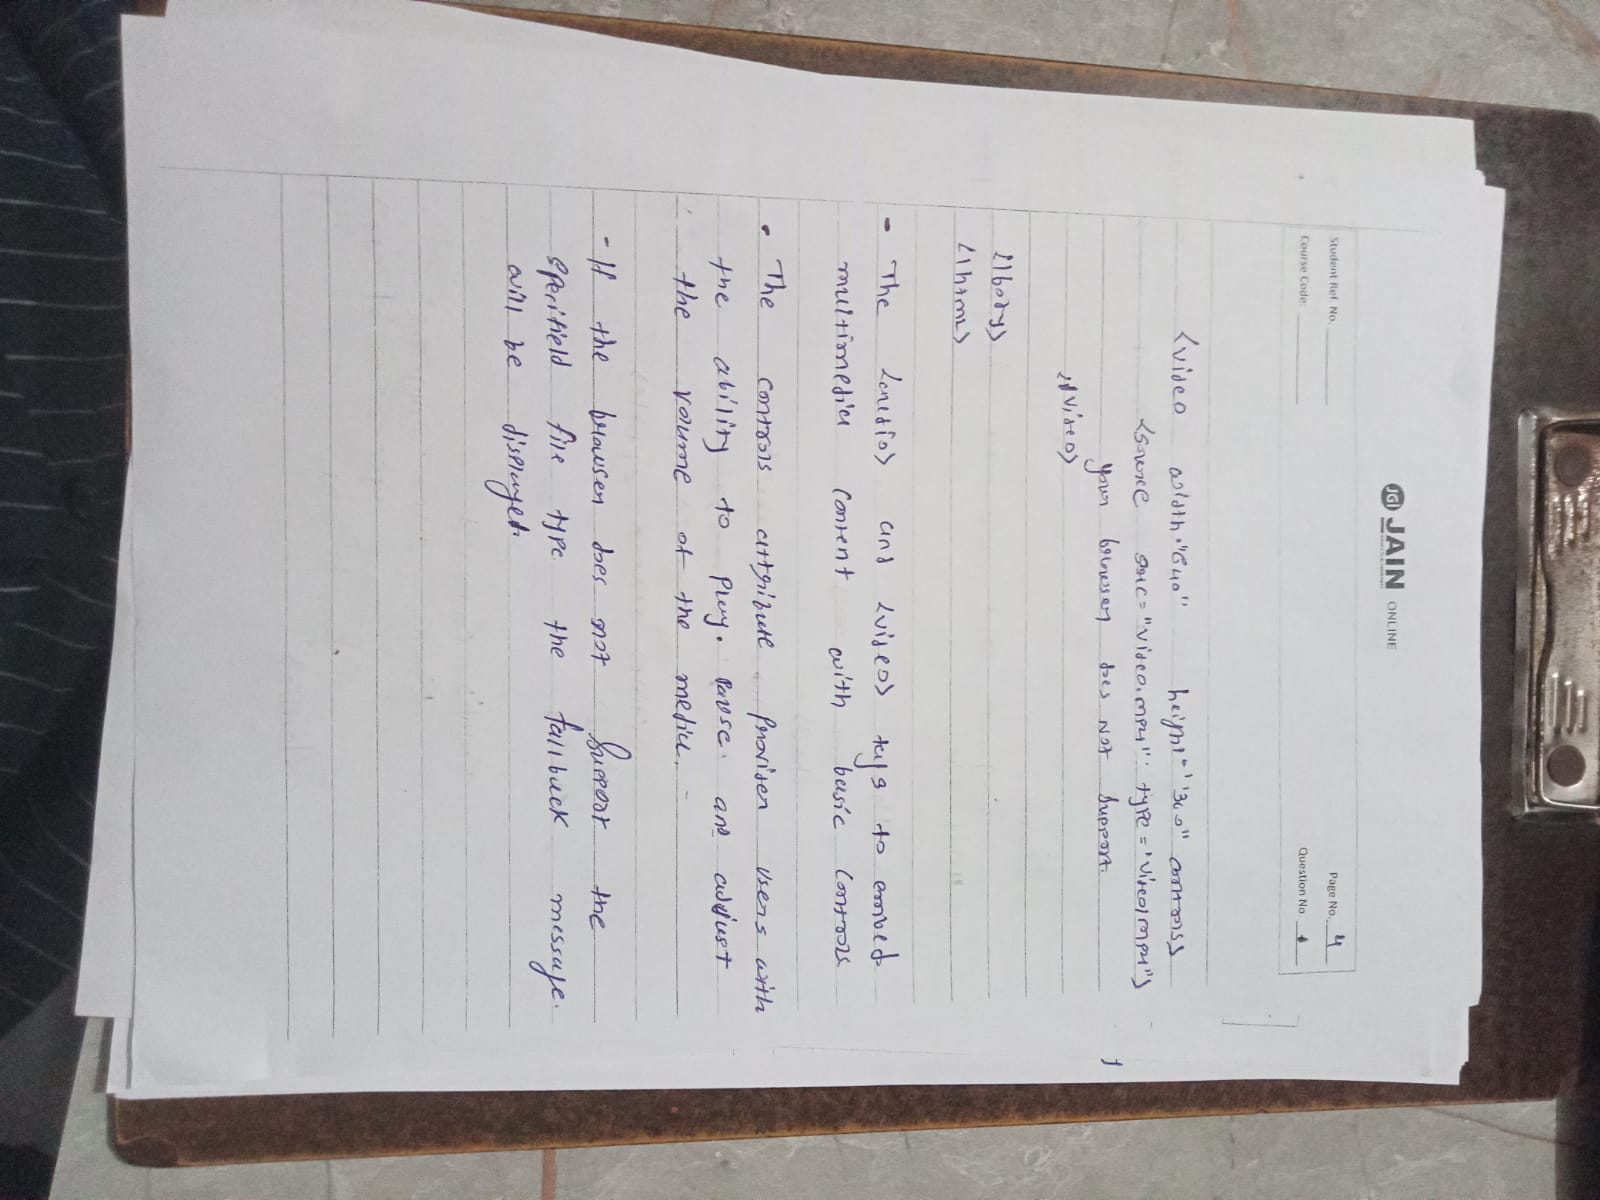 JGI JAIN ONLINE
Student Ref. No.
Page No. 4
Course Code
Question No.
<video width="640" height="360" controls>
<source src="video.mp4" type="video/mp4">
your browser does not support.
</video>
</body>
</html>
- The <audio> and <video> tags to embed
multimedia content with basic controls
• The controls attribute provides users with
the ability to play. pause. and adjust
the volume of the media.
- If the browser does not support the
specifield file type the fallback message.
will be displayed.